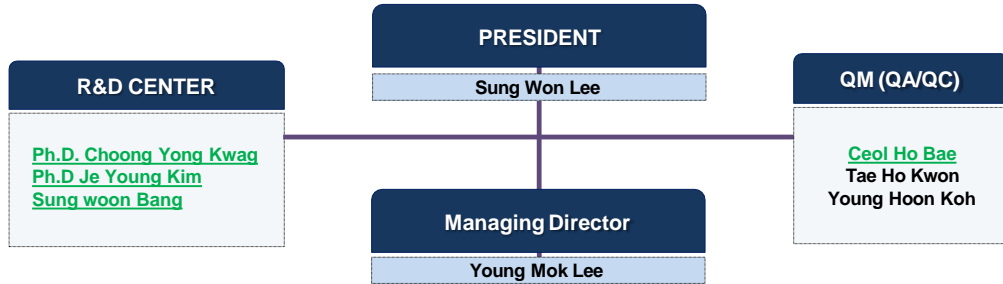 PRESIDENT
Sung Won Lee
R&D CENTER
Ph.D. Choong Yong Kwag
Ph.D Je Young Kim
Sung woon Bang
QM (QA/QC)
Ceol Ho Bae
Tae Ho Kwon
Young Hoon Koh
Managing Director
Young Mok Lee